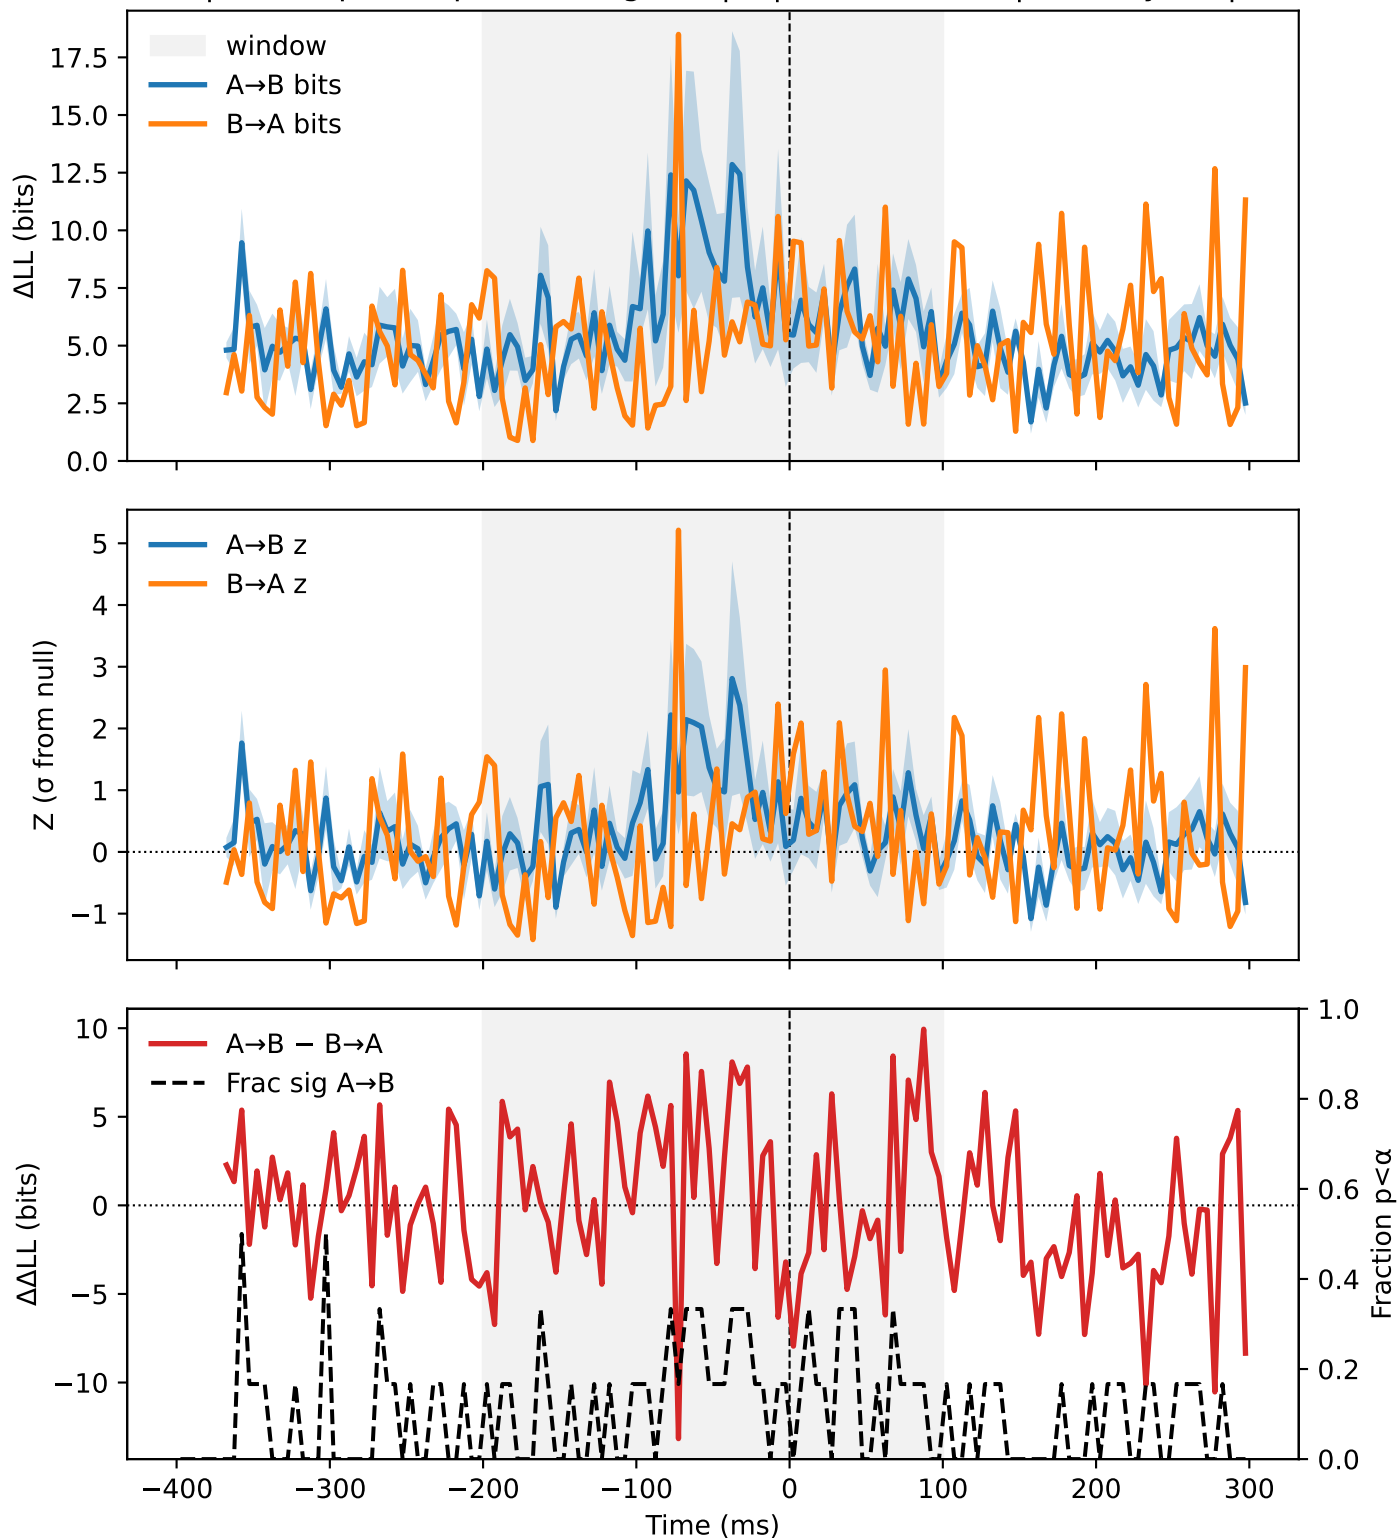 window
A→B bits
B→A bits
ΔLL (bits)
17.5
15.0
12.5
10.0
7.5
5.0
2.5
0.0
A→B z
B→A z
Z (σ from null)
5
4
3
2
1
0
−1
A→B − B→A
Frac sig A→B
ΔΔLL (bits)
10
5
0
−5
−10
1.0
0.8
0.6
0.4
0.2
0.0
Fraction p<α
−400 −300 −200 −100 0 100 200 300
Time (ms)